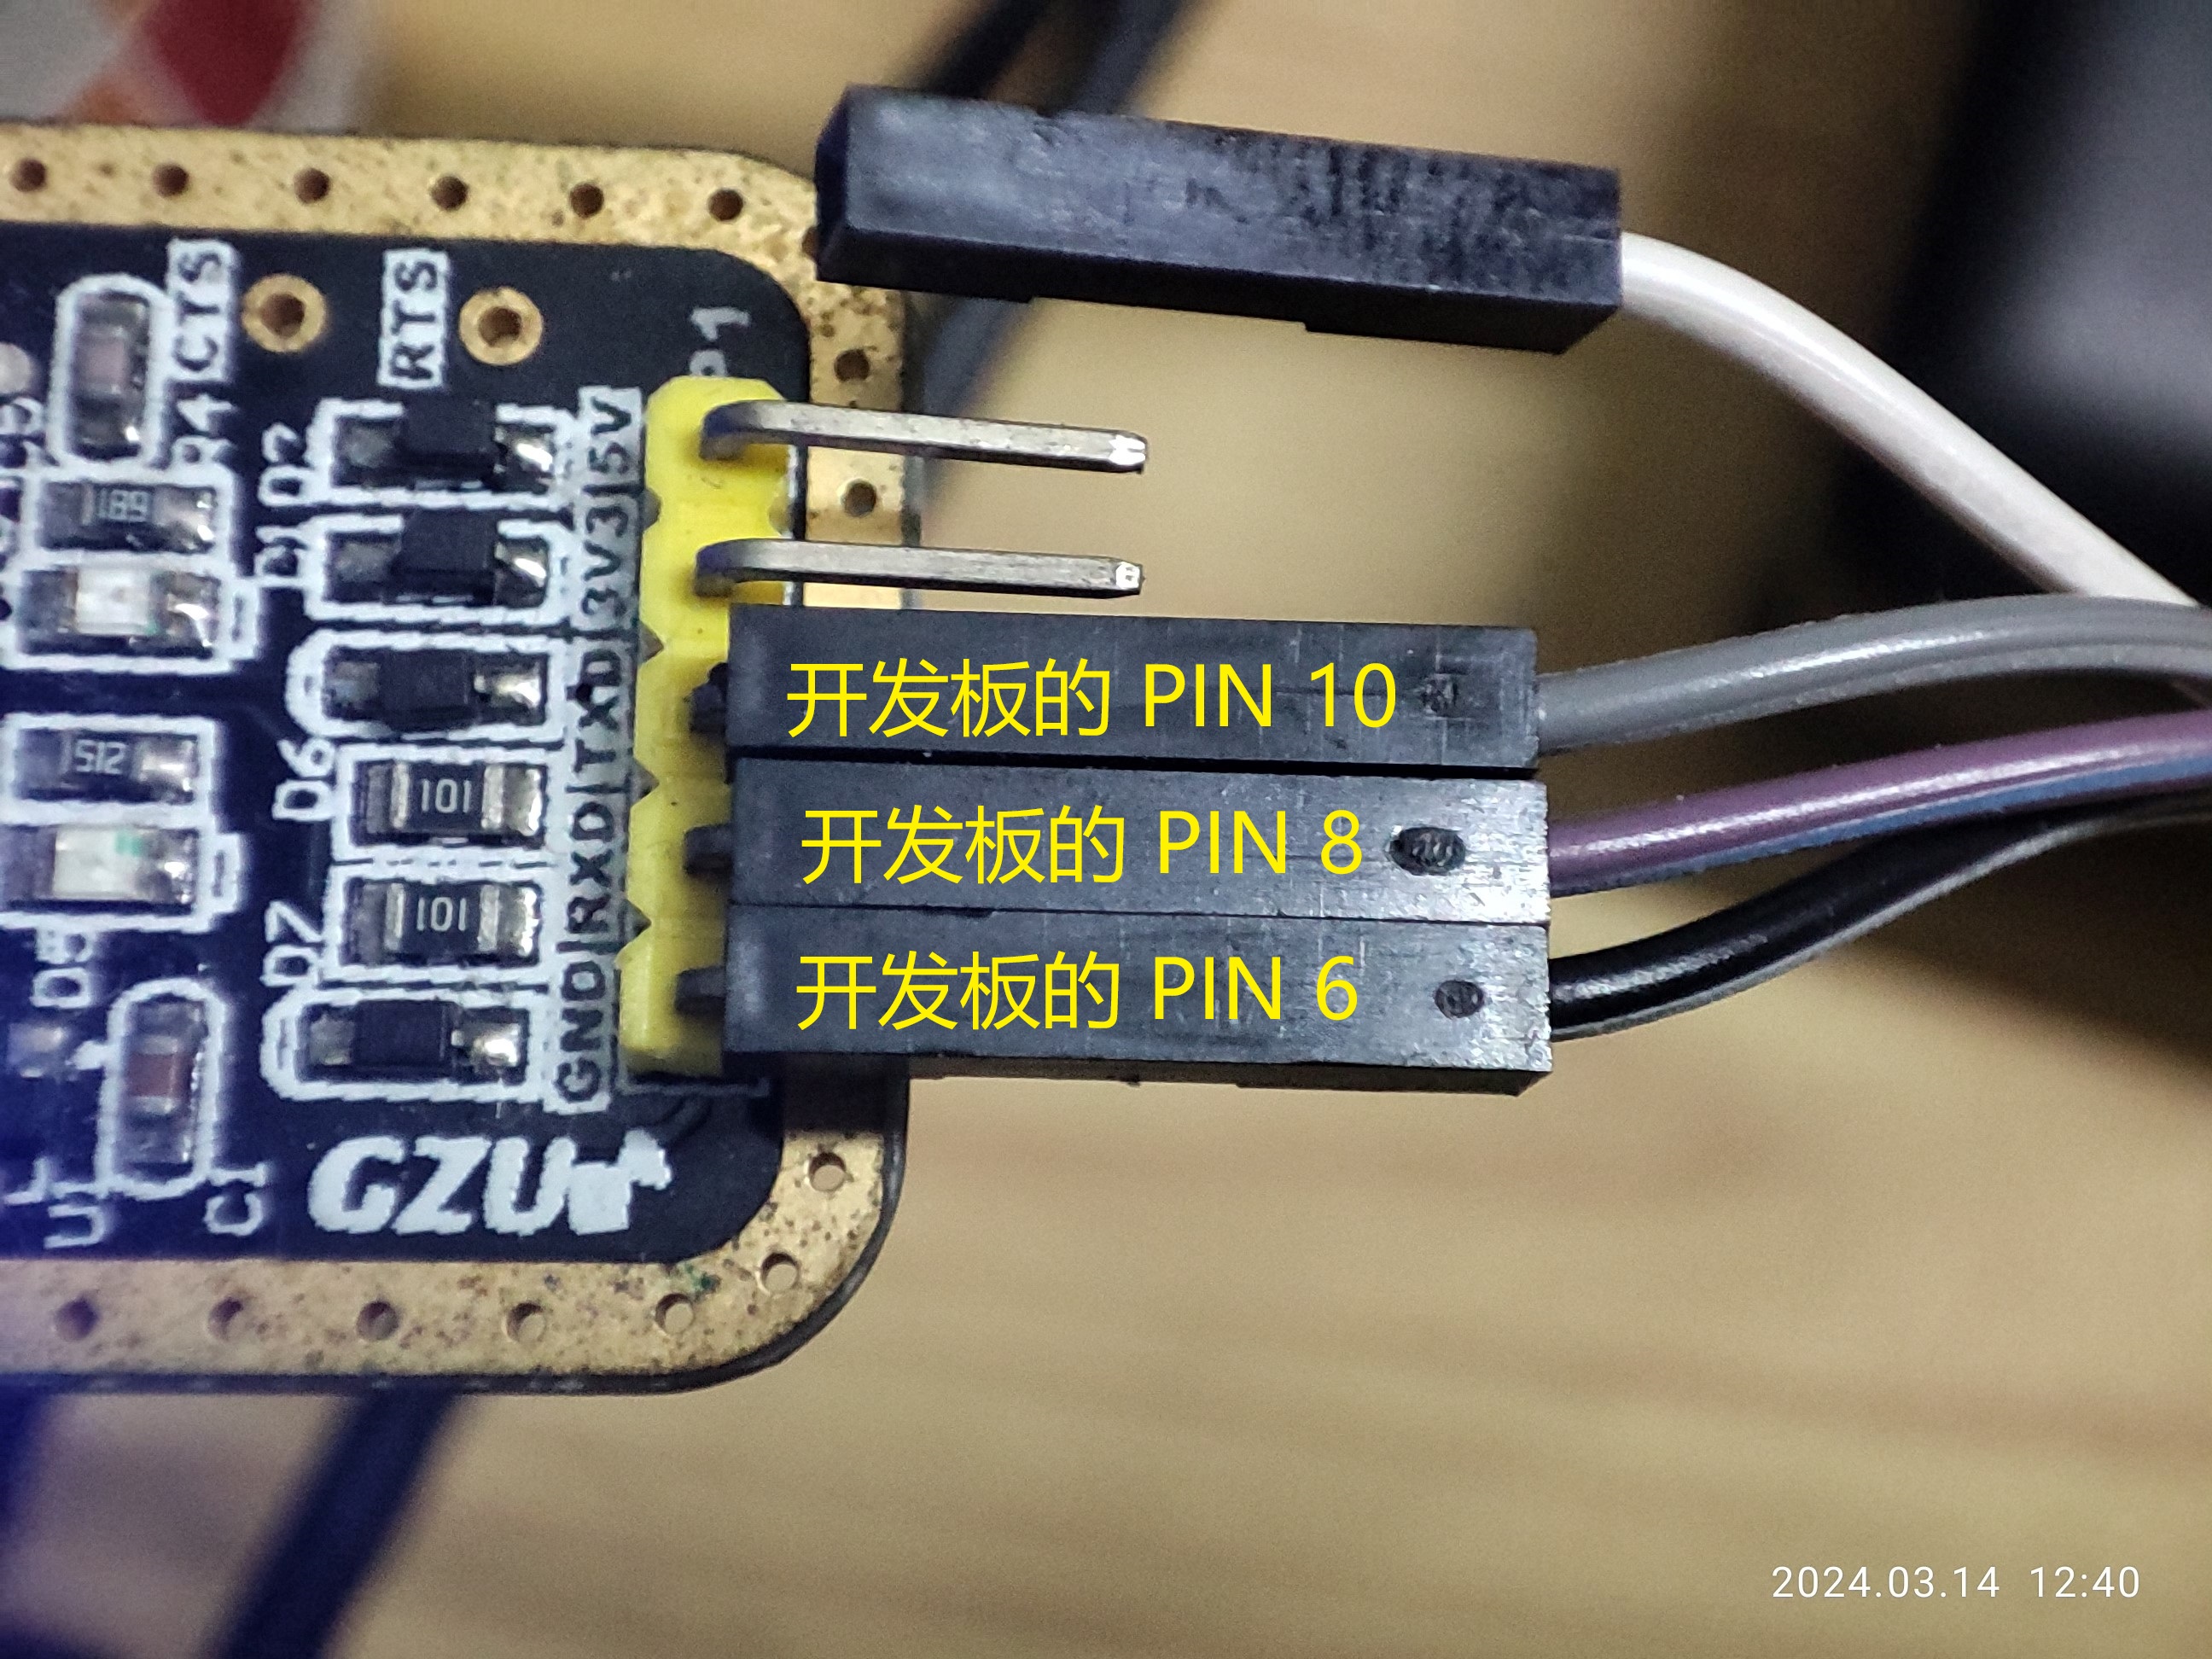 CTS
RTS
R4
P1
D2
D1
D6
D7
D5
GND|RXD|TXD|3V3|5V
189
512
101
101
C1
U1
GZUT
开发板的 PIN 10
开发板的 PIN 8
开发板的 PIN 6
2024.03.14 12:40